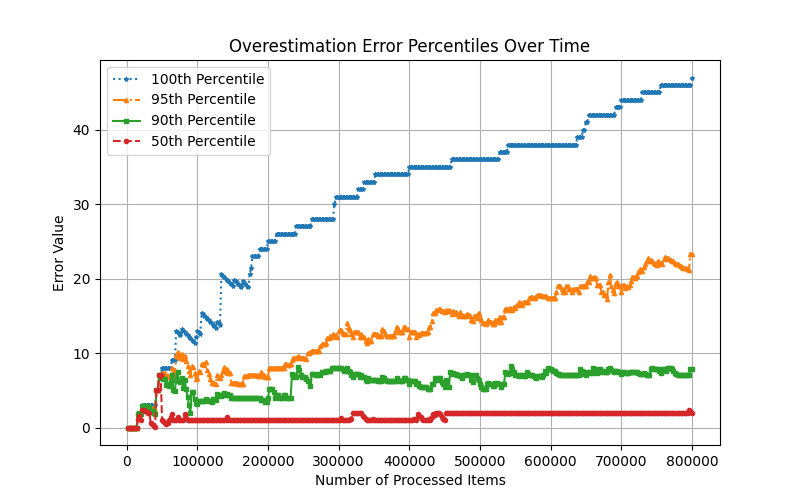 Overestimation Error Percentiles Over Time
100th Percentile
95th Percentile
90th Percentile
50th Percentile
Error Value
40
30
20
10
0
0 100000 200000 300000 400000 500000 600000 700000 800000
Number of Processed Items